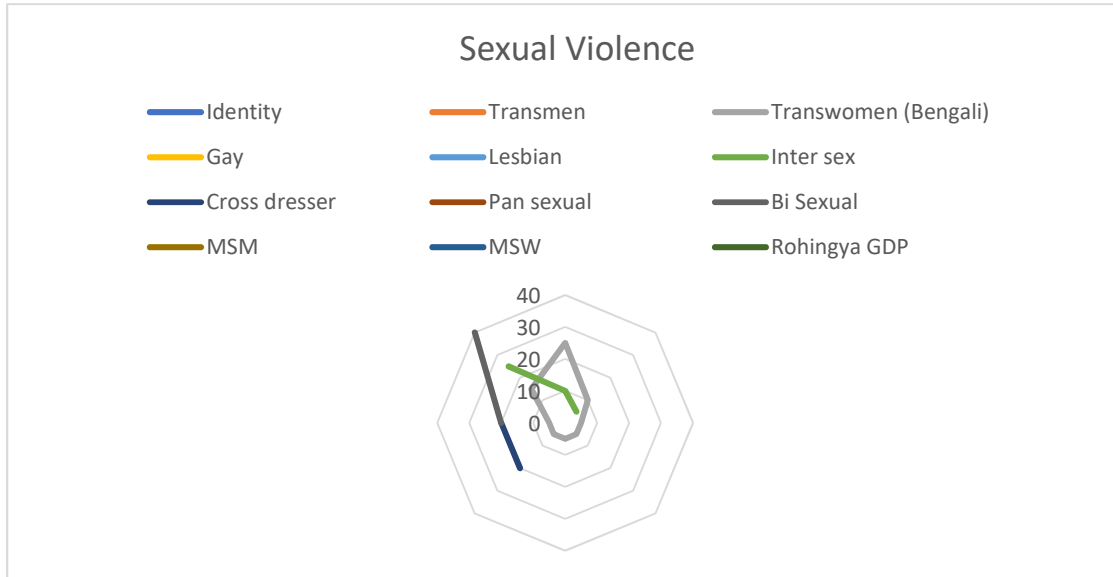 Sexual Violence
Identity Transmen Transwomen (Bengali)
Gay Lesbian Inter sex
Cross dresser Pan sexual Bi Sexual
MSM MSW Rohingya GDP
40
30
20
10
0